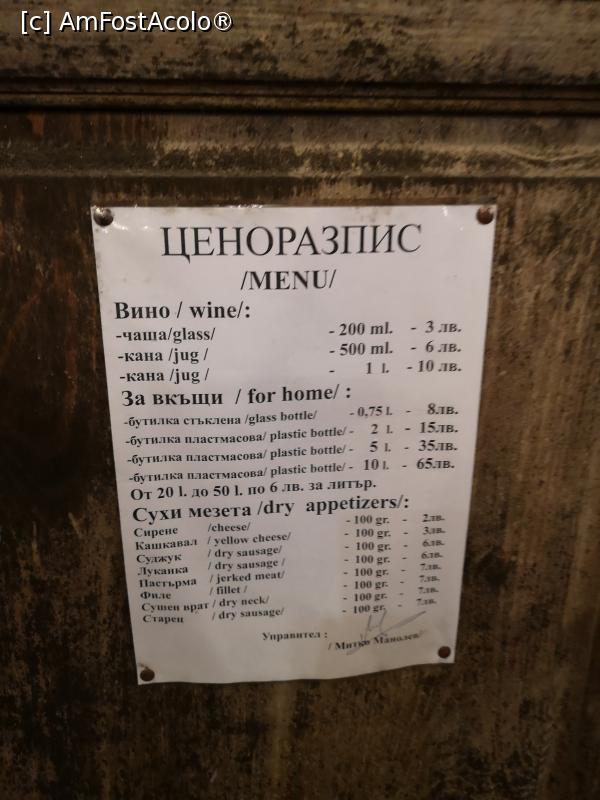 [c] AmFostAcolo®
ЦЕНОРАЗПИС
/MENU/
Вино / wine/:
-чаша/glass/ - 200 ml. - 3 лв.
-кана /jug / - 500 ml. - 6 лв.
-кана /jug / - 1 l. - 10 лв.
За вкъщи / for home/ :
-бутилка стъклена /glass bottle/ - 0,75 l. - 8лв.
-бутилка пластмасова/ plastic bottle/ - 2 l. - 15лв.
-бутилка пластмасова/ plastic bottle/ - 5 l. - 35лв.
-бутилка пластмасова/ plastic bottle/ - 10 l. - 65лв.
От 20 l. до 50 l. по 6 лв. за литър.
Сухи мезета /dry appetizers/:
Сирене /cheese/ - 100 gr. - 2лв.
Кашкавал / yellow cheese/ - 100 gr. - 3лв.
Суджук / dry sausage/ - 100 gr. - 6лв.
Луканка / dry sausage / - 100 gr. - 6лв.
Пастърма / jerked meat/ - 100 gr. - 7лв.
Филе / fillet / - 100 gr. - 7лв.
Сушен врат / dry neck/ - 100 gr. - 7лв.
Старец / dry sausage/ - 100 gr. - 7лв.
Управител :
/ Митко Манолев/